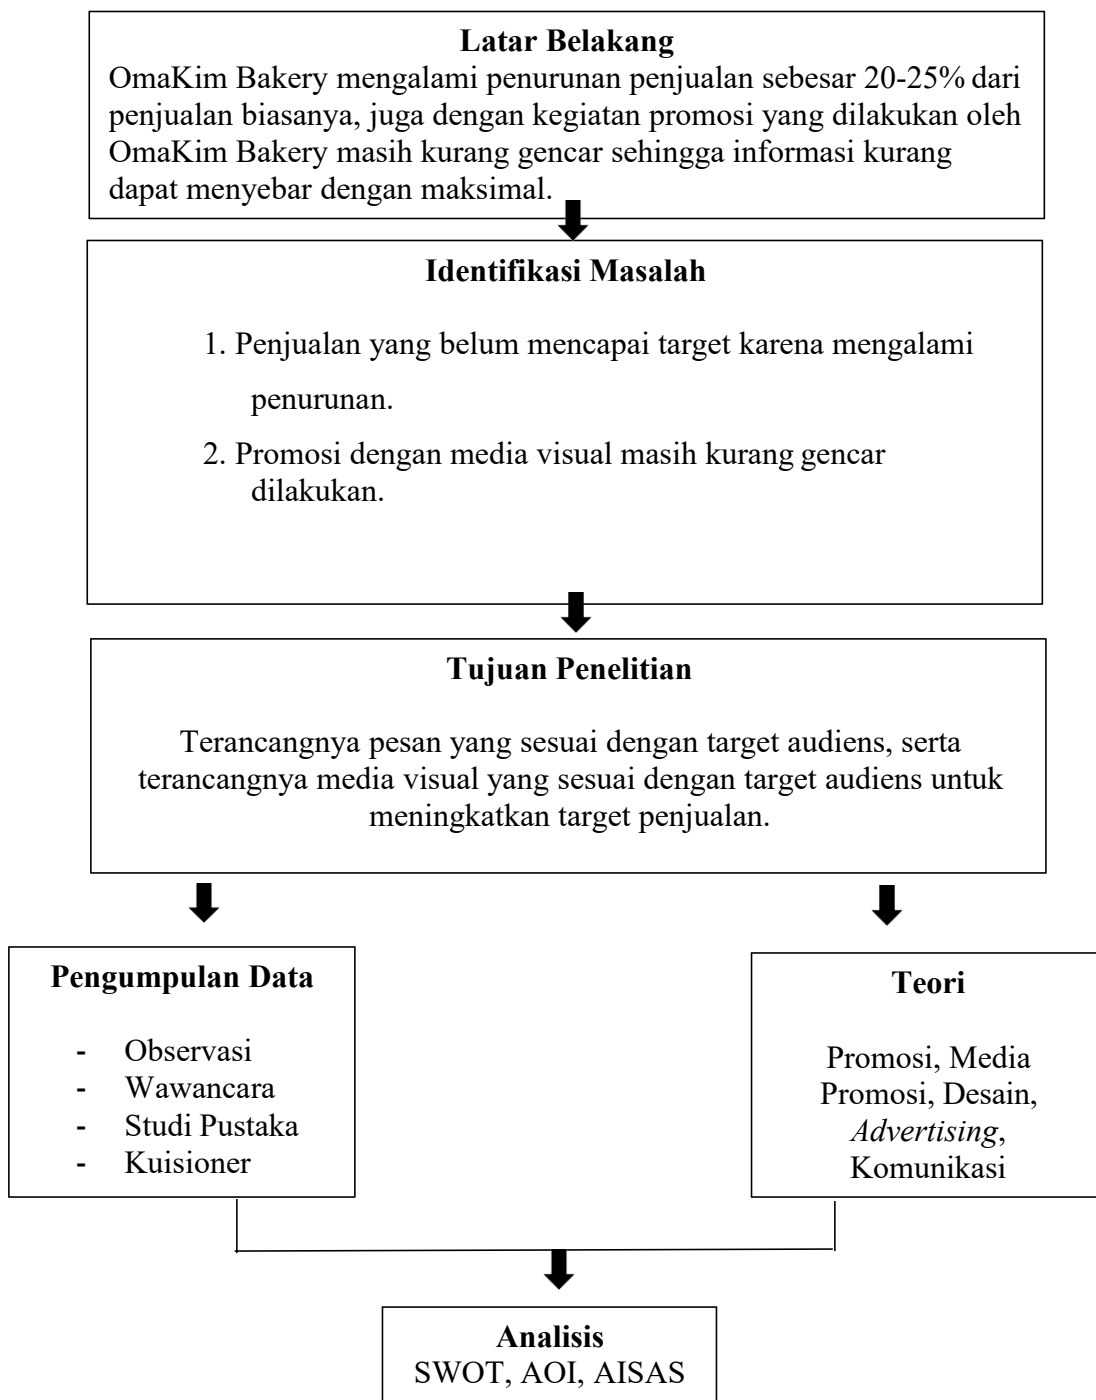 Latar Belakang
OmaKim Bakery mengalami penurunan penjualan sebesar 20-25% dari
penjualan biasanya, juga dengan kegiatan promosi yang dilakukan oleh
OmaKim Bakery masih kurang gencar sehingga informasi kurang
dapat menyebar dengan maksimal.
Identifikasi Masalah
1. Penjualan yang belum mencapai target karena mengalami
penurunan.
2. Promosi dengan media visual masih kurang gencar
dilakukan.
Tujuan Penelitian
Terancangnya pesan yang sesuai dengan target audiens, serta
terancangnya media visual yang sesuai dengan target audiens untuk
meningkatkan target penjualan.
Pengumpulan Data
- Observasi
- Wawancara
- Studi Pustaka
- Kuisioner
Teori
Promosi, Media
Promosi, Desain,
Advertising,
Komunikasi
Analisis
SWOT, AOI, AISAS